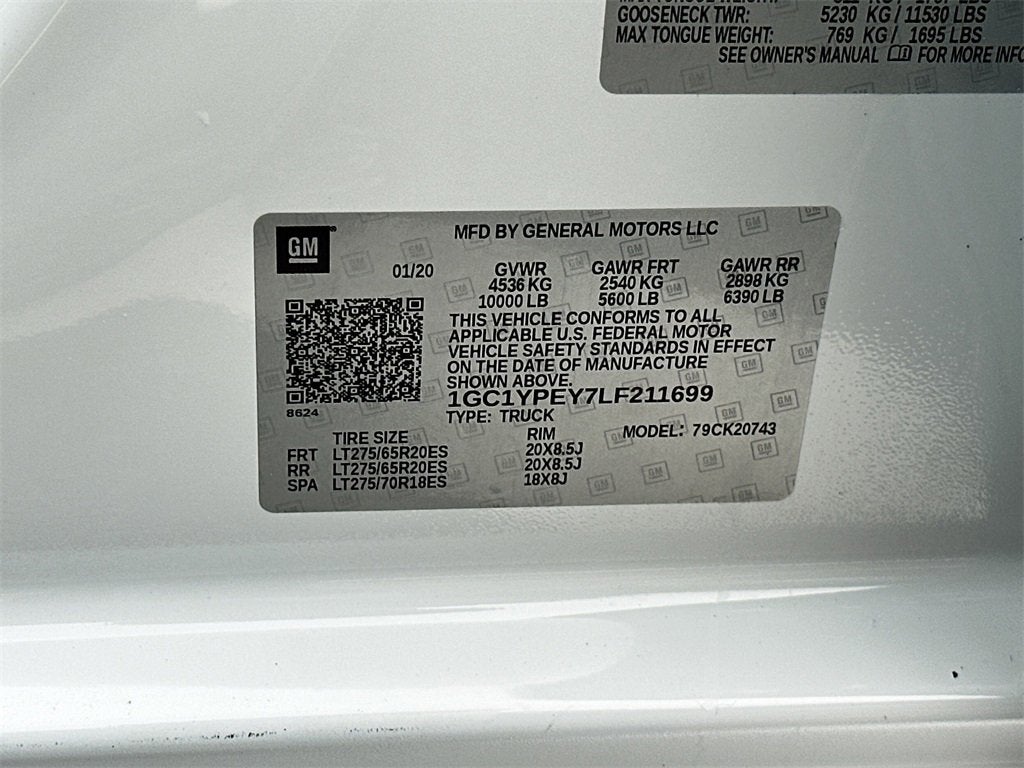 GOOSENECK TWR: 5230 KG / 11530 LBS
MAX TONGUE WEIGHT: 769 KG / 1695 LBS
SEE OWNER'S MANUAL FOR MORE INFO
GM
MFD BY GENERAL MOTORS LLC
01/20 GVWR GAWR FRT GAWR RR
4536 KG 2540 KG 2898 KG
10000 LB 5600 LB 6390 LB
THIS VEHICLE CONFORMS TO ALL
APPLICABLE U.S. FEDERAL MOTOR
VEHICLE SAFETY STANDARDS IN EFFECT
ON THE DATE OF MANUFACTURE
SHOWN ABOVE.
1GC1YPEY7LF211699
8624
TYPE: TRUCK
TIRE SIZE RIM MODEL: 79CK20743
FRT LT275/65R20ES 20X8.5J
RR LT275/65R20ES 20X8.5J
SPA LT275/70R18ES 18X8J